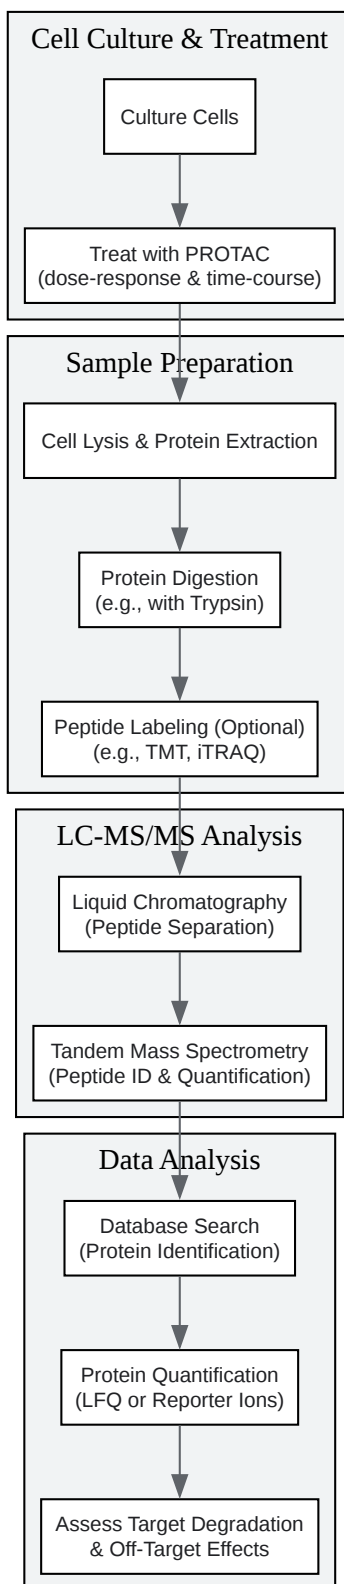 Cell Culture & Treatment
Culture Cells
Treat with PROTAC
(dose-response & time-course)
Sample Preparation
Cell Lysis & Protein Extraction
Protein Digestion
(e.g., with Trypsin)
Peptide Labeling (Optional)
(e.g., TMT, iTRAQ)
LC-MS/MS Analysis
Liquid Chromatography
(Peptide Separation)
Tandem Mass Spectrometry
(Peptide ID & Quantification)
Data Analysis
Database Search
(Protein Identification)
Protein Quantification
(LFQ or Reporter Ions)
Assess Target Degradation
& Off-Target Effects